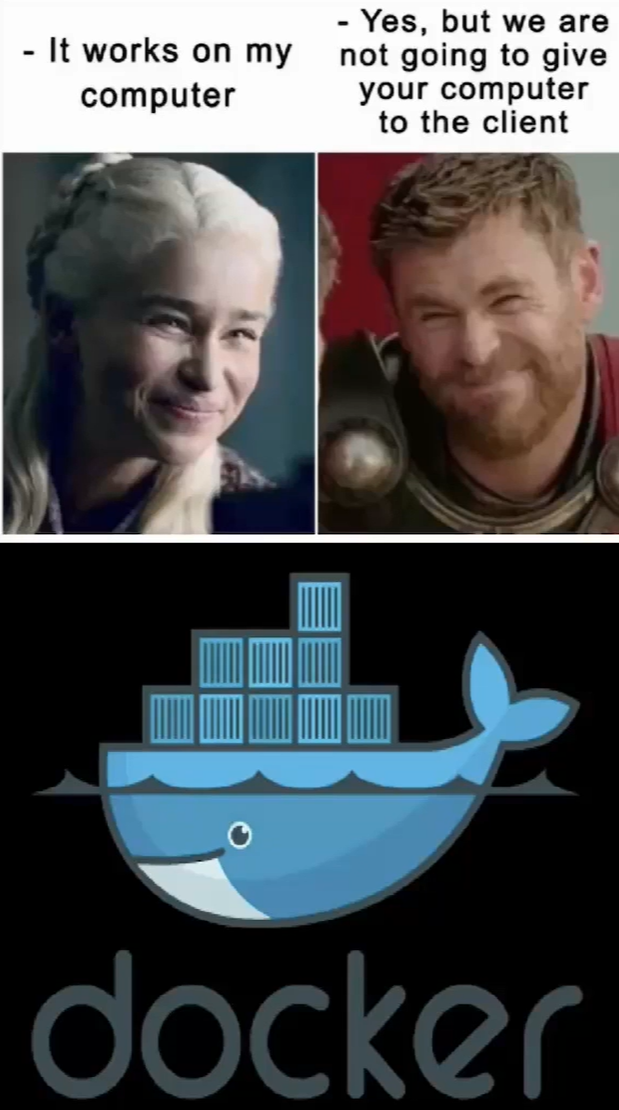 - It works on my
computer
- Yes, but we are
not going to give
your computer
to the client
docker